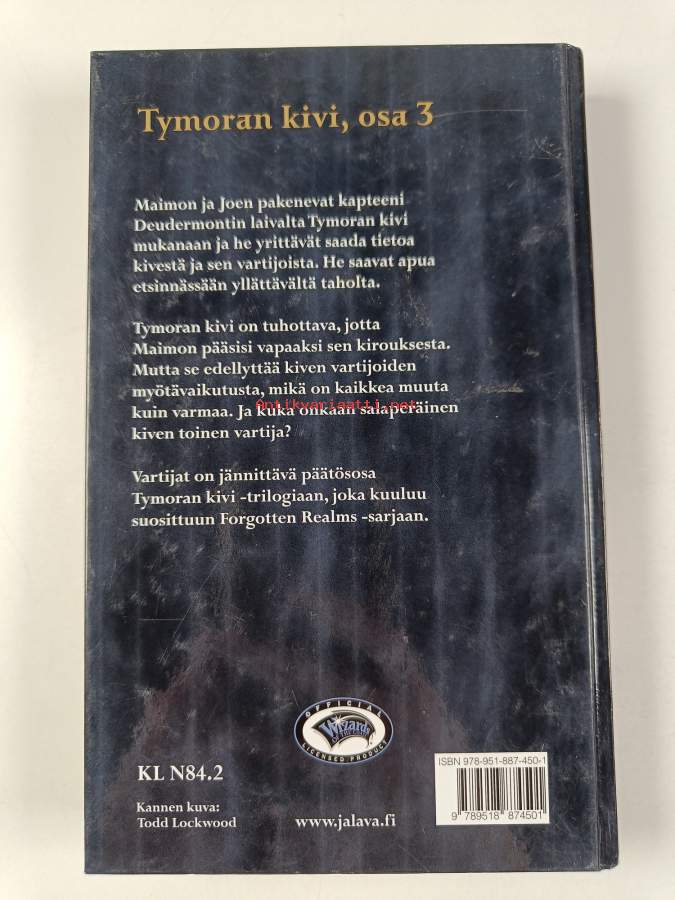 Tymoran kivi, osa 3
Maimon ja Joen pakenevat kapteeni
Deudermontin laivalta Tymoran kivi
mukanaan ja he yrittävät saada tietoa
kivestä ja sen vartijoista. He saavat apua
etsinnässään yllättävältä taholta.
Tymoran kivi on tuhottava, jotta
Maimon pääsisi vapaaksi sen kirouksesta.
Mutta se edellyttää kiven vartijoiden
myötävaikutusta, mikä on kaikkea muuta
kuin varmaa. Ja kuka onkaan salaperäinen
Antikvariaatti.net
kiven toinen vartija?
Vartijat on jännittävä päätösosa
Tymoran kivi -trilogiaan, joka kuuluu
suosittuun Forgotten Realms -sarjaan.
OFFICIAL
Wizards
OF THE COAST
LICENSED PRODUCT
KL N84.2
Kannen kuva:
Todd Lockwood
www.jalava.fi
ISBN 978-951-887-450-1
9 789518 874501